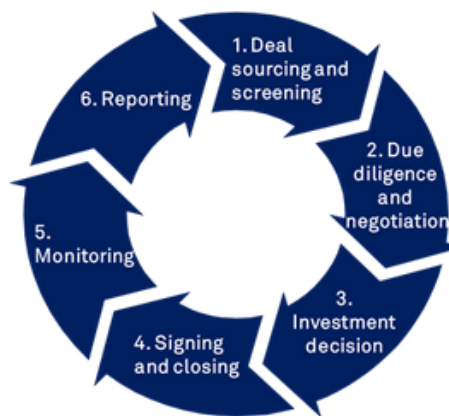 1. Deal
sourcing and
screening
2. Due
diligence
and
negotiation
3.
Investment
decision
4. Signing
and closing
5.
Monitoring
6. Reporting